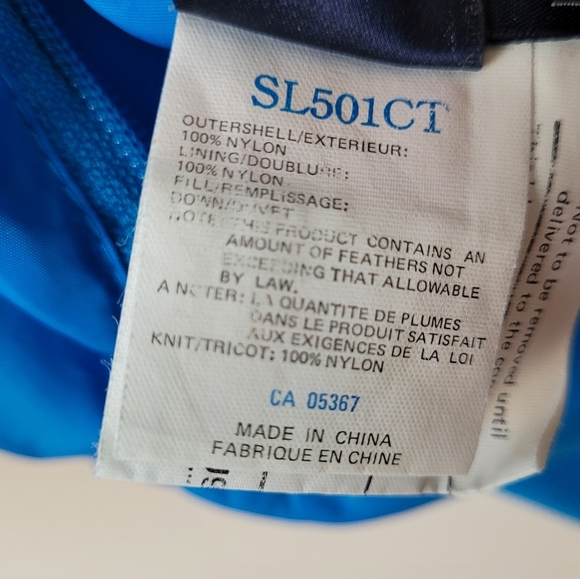 SL501CT
OUTERSHELL/EXTERIEUR:
100% NYLON
LINING/DOUBLURE:
100% NYLON
FILL/REMPLISSAGE:
DOWN/DUVET
NOTE: THIS PRODUCT CONTAINS AN
AMOUNT OF FEATHERS NOT
EXCEEDING THAT ALLOWABLE
BY LAW.
A NOTER: LA QUANTITE DE PLUMES
DANS LE PRODUIT SATISFAIT
AUX EXIGENCES DE LA LOI
KNIT/TRICOT: 100% NYLON
CA 05367
MADE IN CHINA
FABRIQUE EN CHINE
Not to be removed until
delivered to the